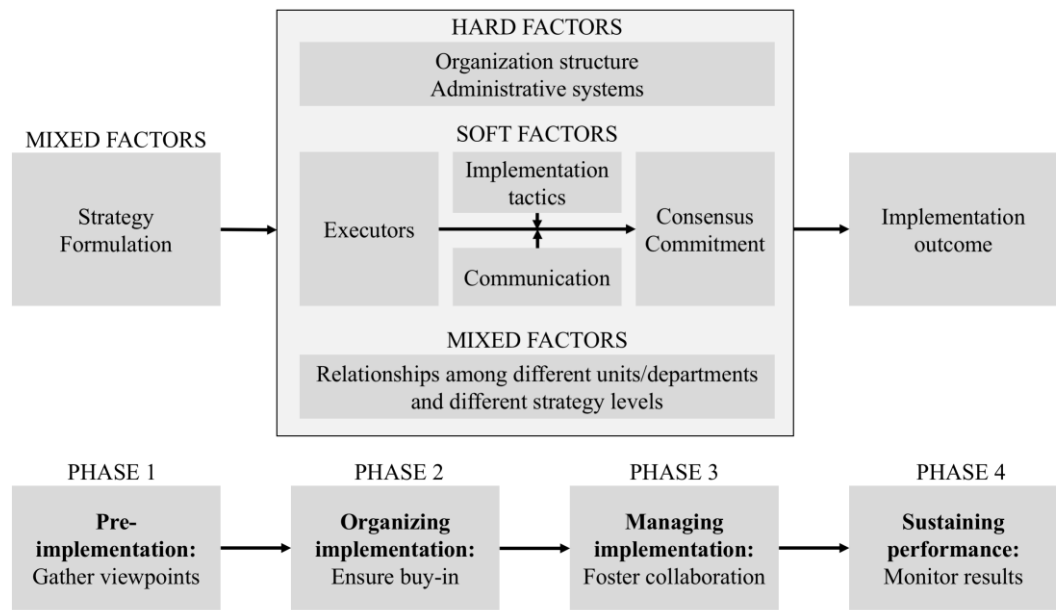 HARD FACTORS
Organization structure
Administrative systems
MIXED FACTORS
Strategy
Formulation
SOFT FACTORS
Executors
Implementation
tactics
Communication
Consensus
Commitment
Implementation
outcome
MIXED FACTORS
Relationships among different units/departments
and different strategy levels
PHASE 1
Pre-
implementation:
Gather viewpoints
PHASE 2
Organizing
implementation:
Ensure buy-in
PHASE 3
Managing
implementation:
Foster collaboration
PHASE 4
Sustaining
performance:
Monitor results